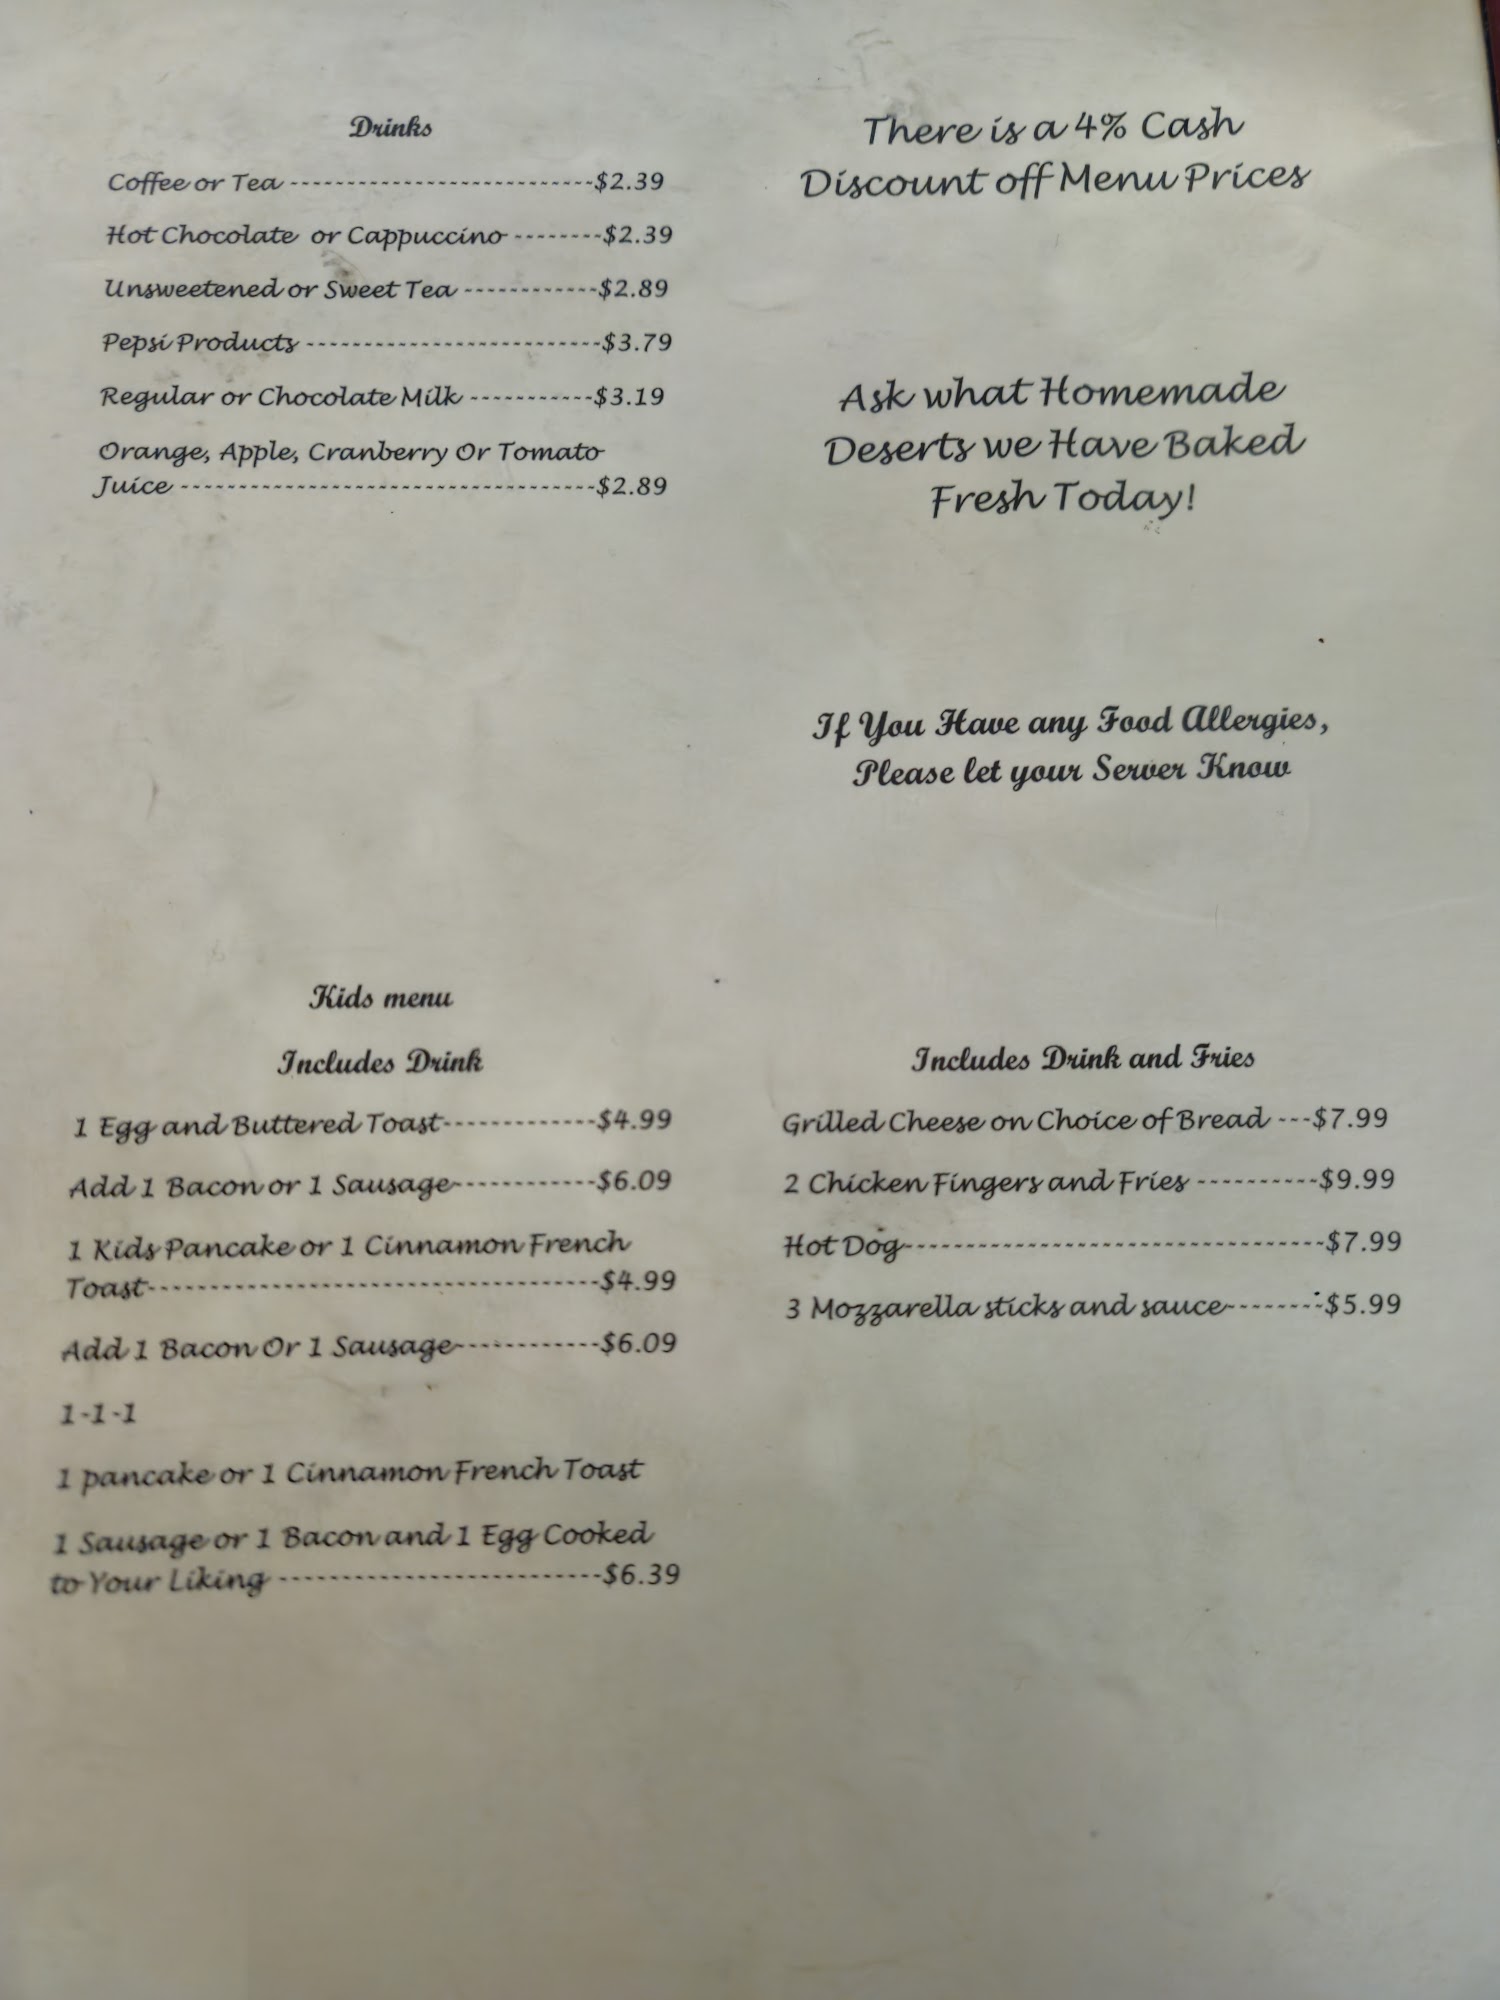 Drinks
Coffee or Tea --------------------------$2.39
Hot Chocolate or Cappuccino --------$2.39
Unsweetened or Sweet Tea ------------$2.89
Pepsi Products --------------------------$3.79
Regular or Chocolate Milk -----------$3.19
Orange, Apple, Cranberry Or Tomato
Juice ------------------------------------$2.89
There is a 4% Cash
Discount off Menu Prices
Ask what Homemade
Deserts we Have Baked
Fresh Today!
If You Have any Food Allergies,
Please let your Server Know
Kids menu
Includes Drink
1 Egg and Buttered Toast-------------$4.99
Add 1 Bacon or 1 Sausage------------$6.09
1 Kids Pancake or 1 Cinnamon French
Toast-------------------------------------$4.99
Add 1 Bacon Or 1 Sausage------------$6.09
1-1-1
1 pancake or 1 Cinnamon French Toast
1 Sausage or 1 Bacon and 1 Egg Cooked
to Your Liking ---------------------------$6.39
Includes Drink and Fries
Grilled Cheese on Choice of Bread ---$7.99
2 Chicken Fingers and Fries ----------$9.99
Hot Dog----------------------------------$7.99
3 Mozzarella sticks and sauce--------$5.99